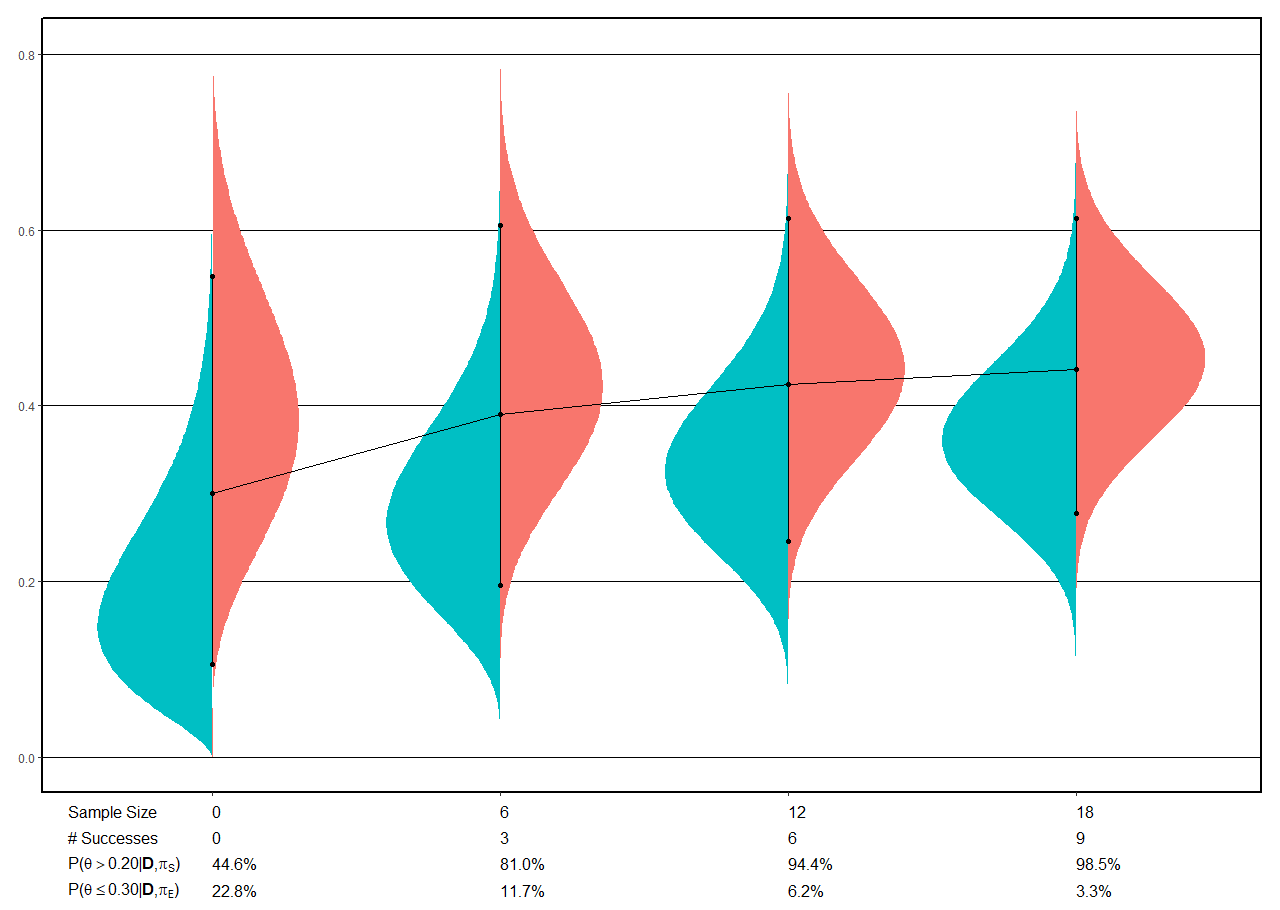 0.8
0.6
0.4
0.2
0.0
Sample Size 0 6 12 18
# Successes 0 3 6 9
P(θ > 0.20|D,πS) 44.6% 81.0% 94.4% 98.5%
P(θ ≤ 0.30|D,πE) 22.8% 11.7% 6.2% 3.3%